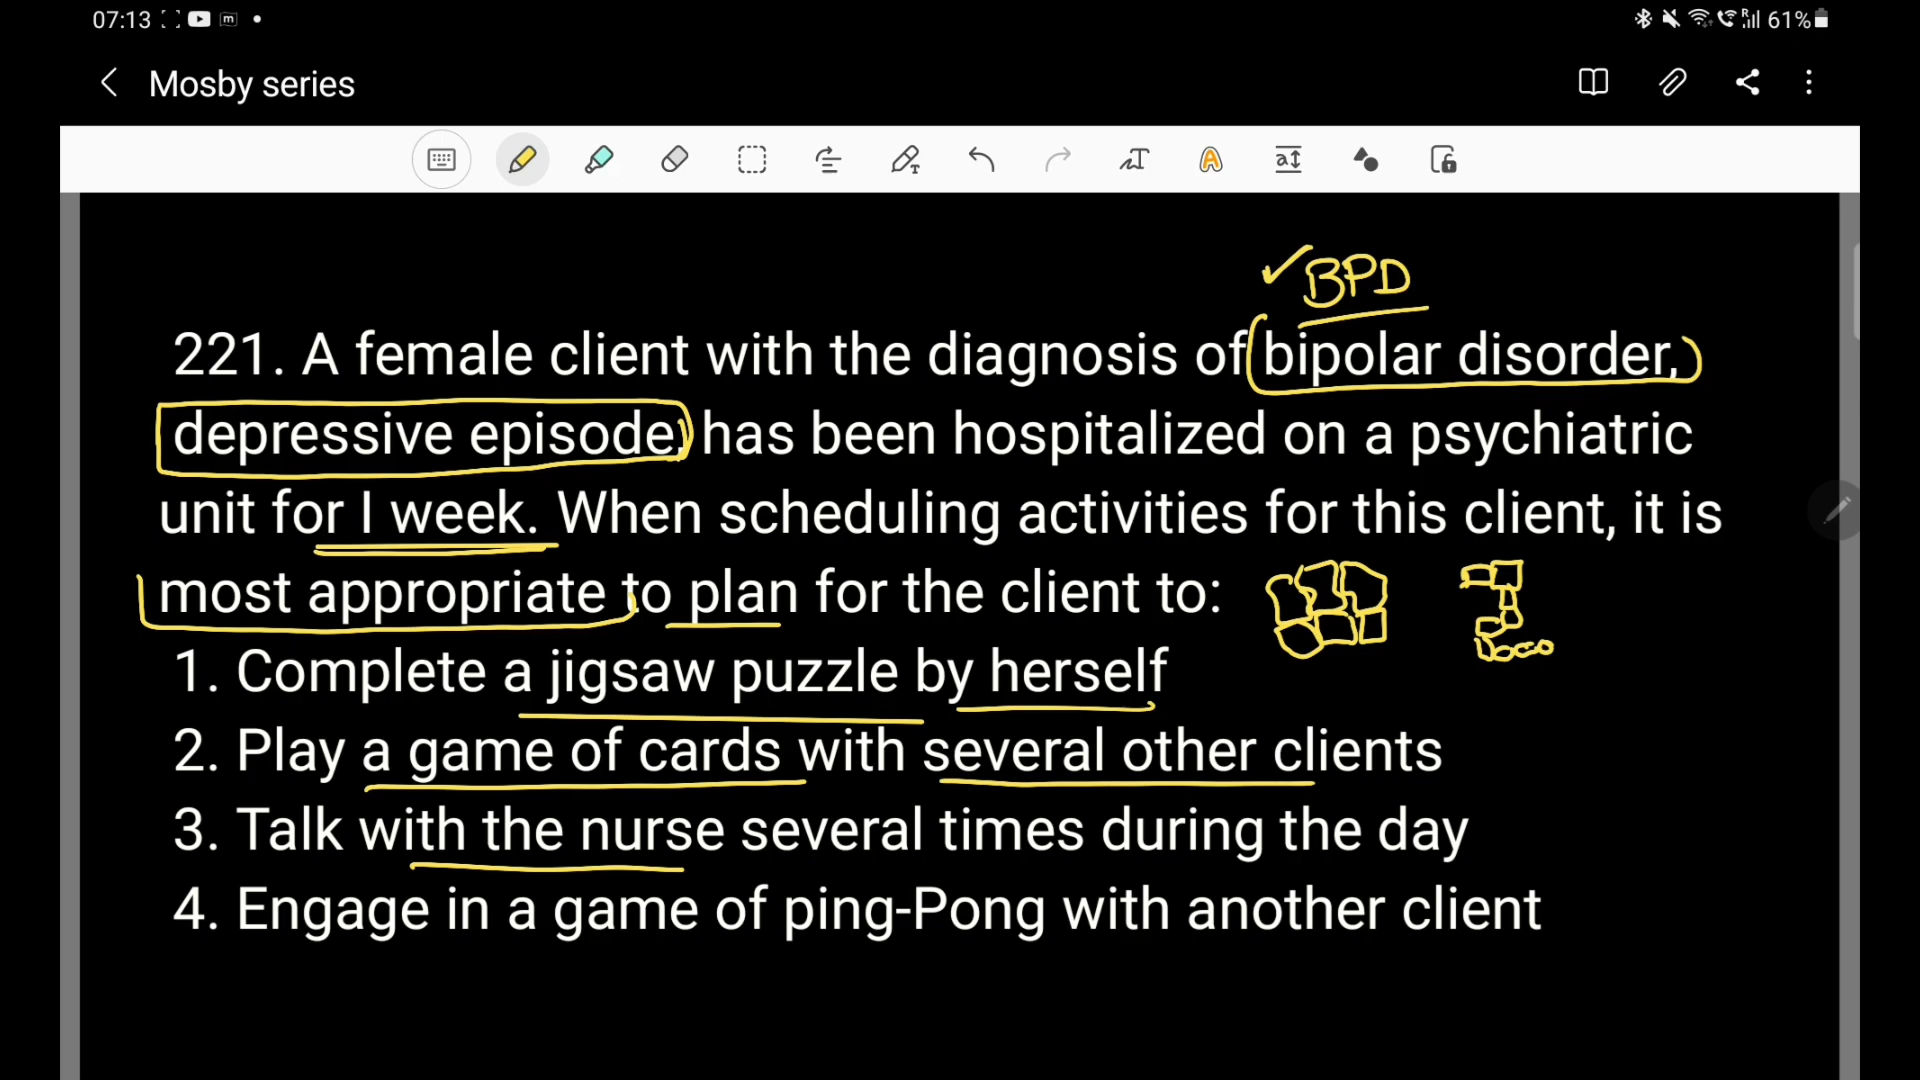 07:13
61%
Mosby series
✓BPD
221. A female client with the diagnosis of bipolar disorder,
depressive episode, has been hospitalized on a psychiatric
unit for I week. When scheduling activities for this client, it is
most appropriate to plan for the client to:
1. Complete a jigsaw puzzle by herself
2. Play a game of cards with several other clients
3. Talk with the nurse several times during the day
4. Engage in a game of ping-Pong with another client